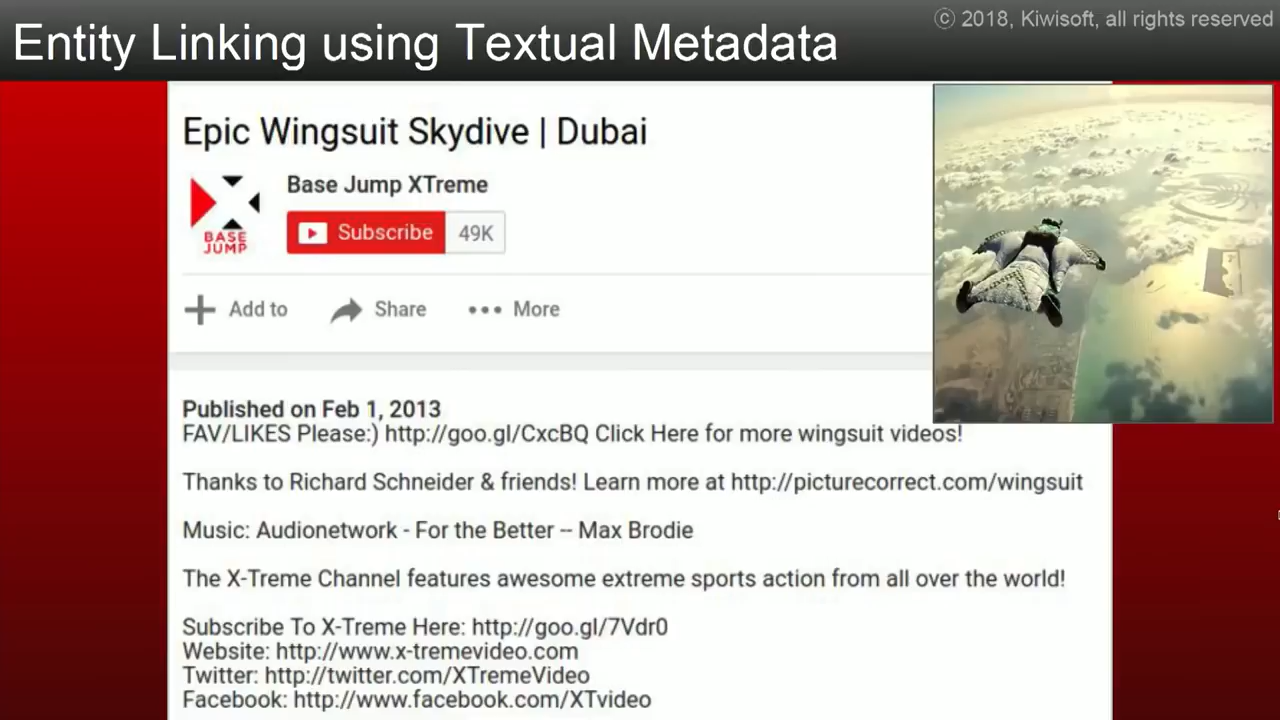 Entity Linking using Textual Metadata
© 2018, Kiwisoft, all rights reserved
Epic Wingsuit Skydive | Dubai
Base Jump XTreme
BASE
JUMP
Subscribe 49K
Add to Share More
Published on Feb 1, 2013
FAV/LIKES Please:) http://goo.gl/CxcBQ Click Here for more wingsuit videos!
Thanks to Richard Schneider & friends! Learn more at http://picturecorrect.com/wingsuit
Music: Audionetwork - For the Better -- Max Brodie
The X-Treme Channel features awesome extreme sports action from all over the world!
Subscribe To X-Treme Here: http://goo.gl/7Vdr0
Website: http://www.x-tremevideo.com
Twitter: http://twitter.com/XTremeVideo
Facebook: http://www.facebook.com/XTvideo